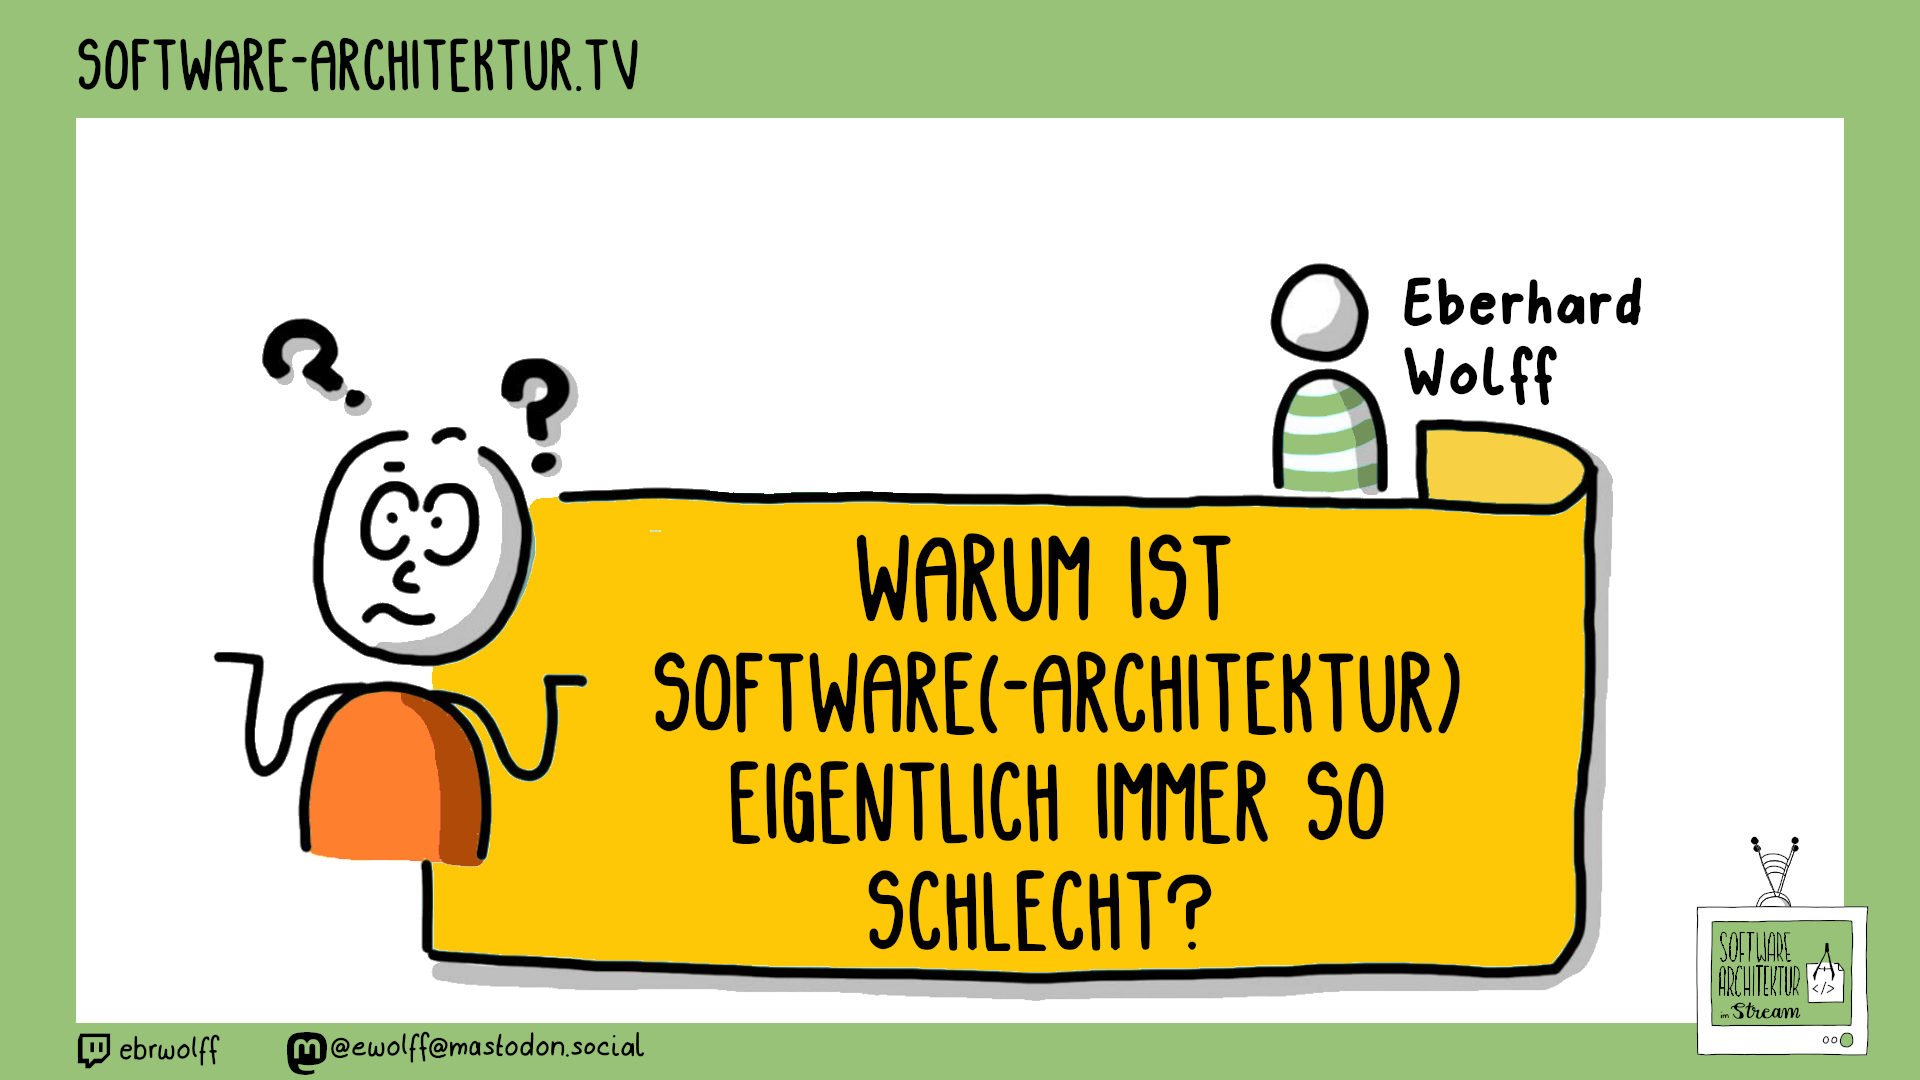 SOFTWARE-ARCHITEKTUR.TV
?
?
Eberhard
Wolff
WARUM IST
SOFTWARE(-ARCHITEKTUR)
EIGENTLICH IMMER SO
SCHLECHT?
SOFTWARE
ARCHITEKTUR
</>
im Stream
ebrwolff
@ewolff@mastodon.social